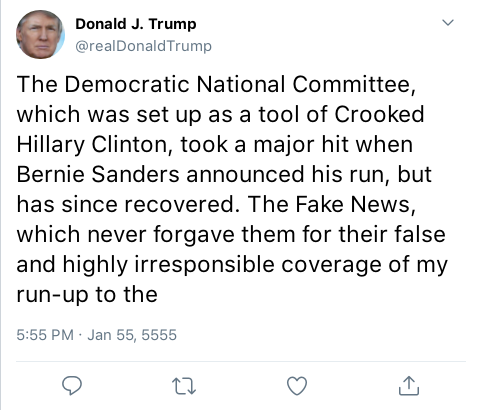 Donald J. Trump
@realDonaldTrump
The Democratic National Committee,
which was set up as a tool of Crooked
Hillary Clinton, took a major hit when
Bernie Sanders announced his run, but
has since recovered. The Fake News,
which never forgave them for their false
and highly irresponsible coverage of my
run-up to the
5:55 PM · Jan 55, 5555